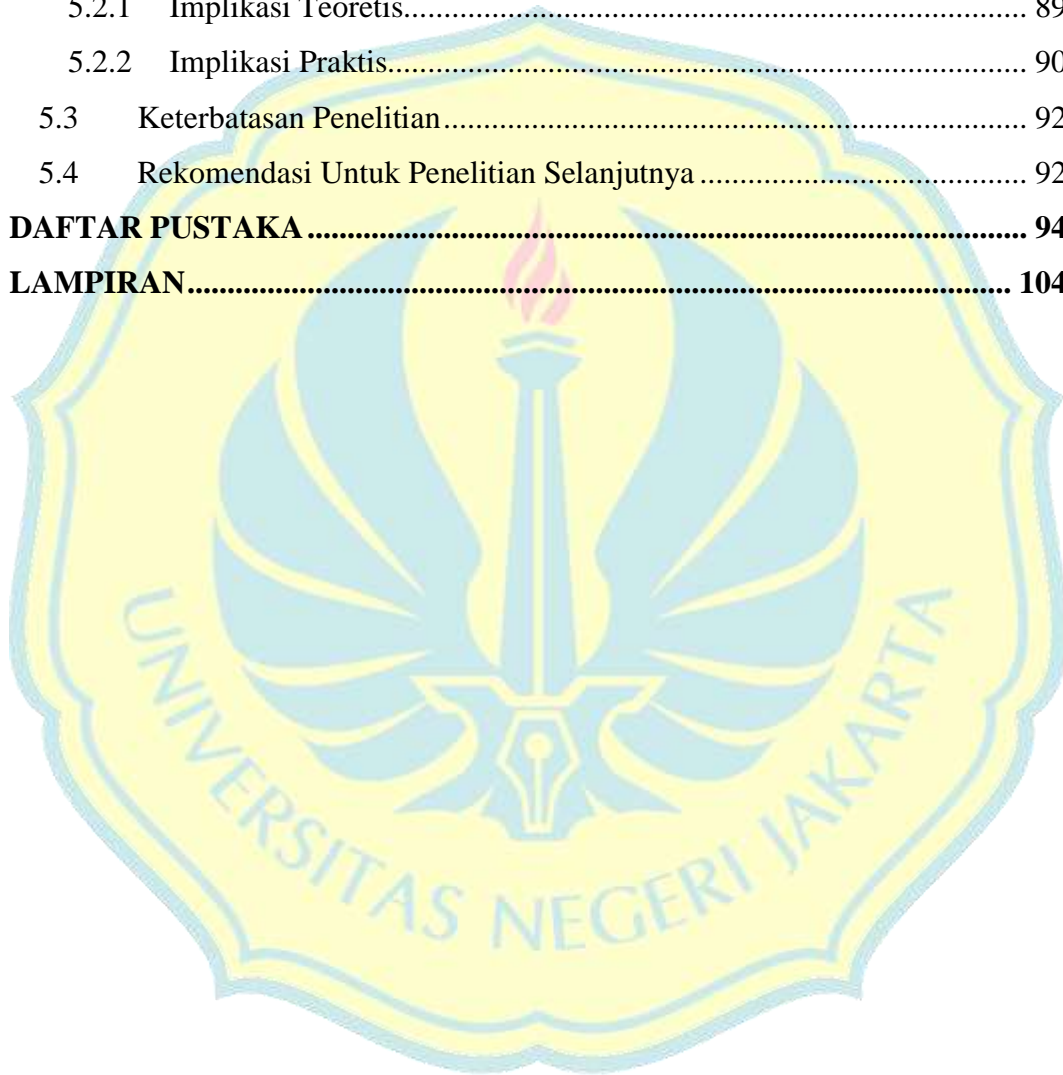 5.2.1 Implikasi Teoretis........................................................................ 89
5.2.2 Implikasi Praktis.......................................................................... 90
5.3 Keterbatasan Penelitian.................................................................... 92
5.4 Rekomendasi Untuk Penelitian Selanjutnya ..................................... 92
DAFTAR PUSTAKA ............................................................................... 94
LAMPIRAN............................................................................................ 104
UNIVERSITAS NEGERI JAKARTA